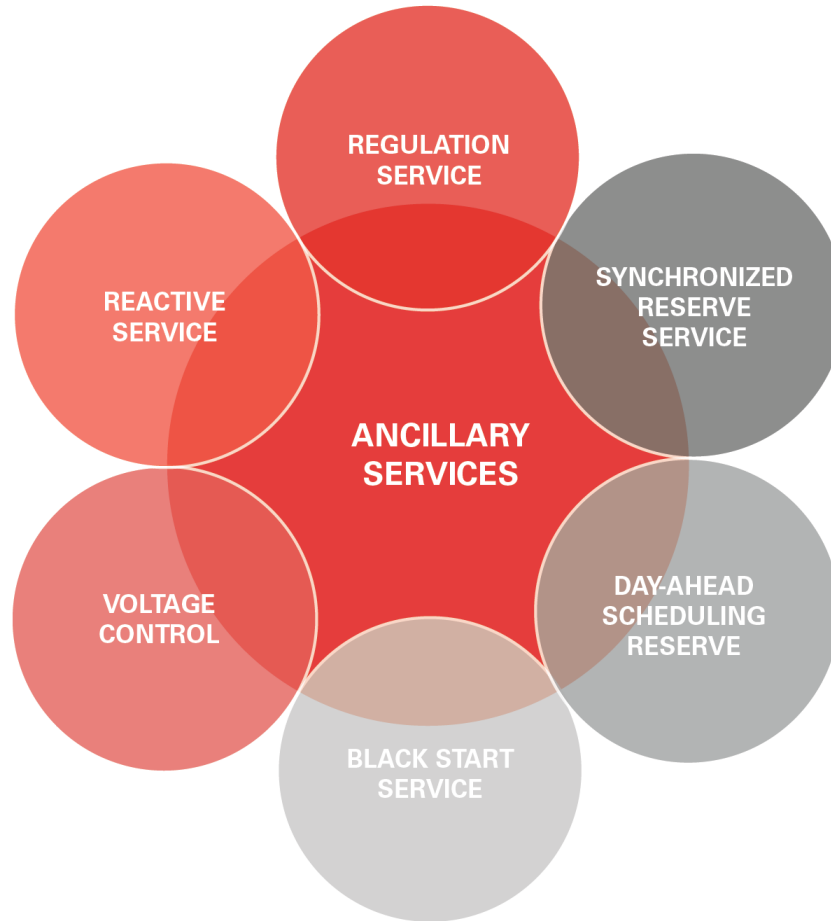 REGULATION
SERVICE
SYNCHRONIZED
RESERVE
SERVICE
REACTIVE
SERVICE
ANCILLARY
SERVICES
DAY-AHEAD
SCHEDULING
RESERVE
VOLTAGE
CONTROL
BLACK START
SERVICE